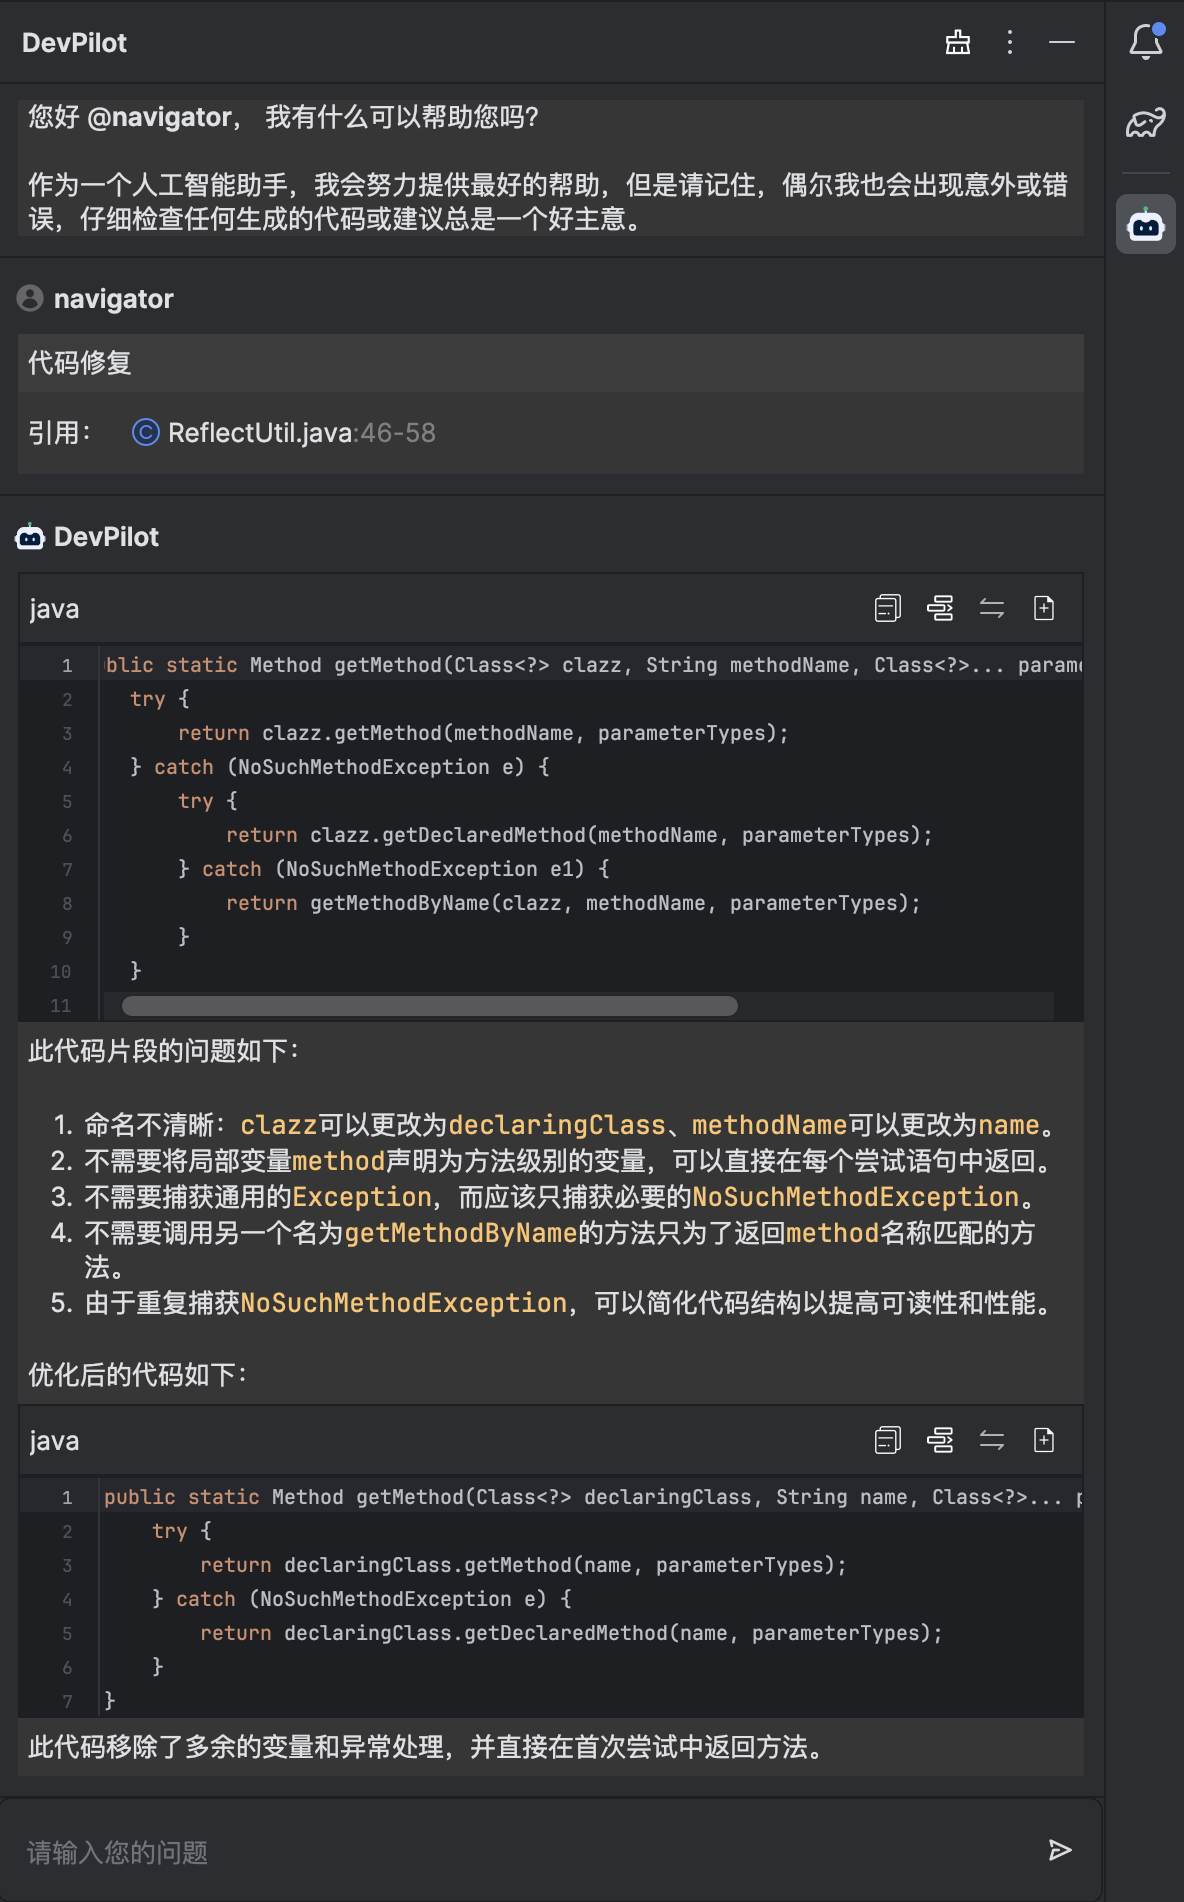 DevPilot
您好 @navigator， 我有什么可以帮助您吗?
作为一个人工智能助手，我会努力提供最好的帮助，但是请记住，偶尔我也会出现意外或错
误，仔细检查任何生成的代码或建议总是一个好主意。
navigator
代码修复
引用： © ReflectUtil.java:46-58
DevPilot
java
1 blic static Method getMethod(Class<?> clazz, String methodName, Class<?>... parame
2 try {
3 return clazz.getMethod(methodName, parameterTypes);
4 } catch (NoSuchMethodException e) {
5 try {
6 return clazz.getDeclaredMethod(methodName, parameterTypes);
7 } catch (NoSuchMethodException e1) {
8 return getMethodByName(clazz, methodName, parameterTypes);
9 }
10 }
11
此代码片段的问题如下：
1. 命名不清晰：clazz可以更改为declaringClass、methodName可以更改为name。
2. 不需要将局部变量method声明为方法级别的变量，可以直接在每个尝试语句中返回。
3. 不需要捕获通用的Exception，而应该只捕获必要的NoSuchMethodException。
4. 不需要调用另一个名为getMethodByName的方法只为了返回method名称匹配的方
法。
5. 由于重复捕获NoSuchMethodException，可以简化代码结构以提高可读性和性能。
优化后的代码如下：
java
1 public static Method getMethod(Class<?> declaringClass, String name, Class<?>... p
2 try {
3 return declaringClass.getMethod(name, parameterTypes);
4 } catch (NoSuchMethodException e) {
5 return declaringClass.getDeclaredMethod(name, parameterTypes);
6 }
7 }
此代码移除了多余的变量和异常处理，并直接在首次尝试中返回方法。
请输入您的问题